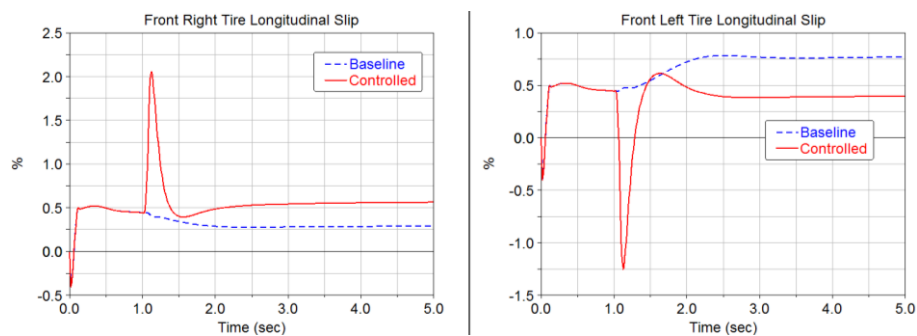 Front Right Tire Longitudinal Slip
2.5
2.0
1.5
1.0
0.5
0.0
-0.5
%
Baseline
Controlled
0.0 1.0 2.0 3.0 4.0 5.0
Time (sec)
Front Left Tire Longitudinal Slip
1.0
0.5
0.0
-0.5
-1.0
-1.5
%
Baseline
Controlled
0.0 1.0 2.0 3.0 4.0 5.0
Time (sec)